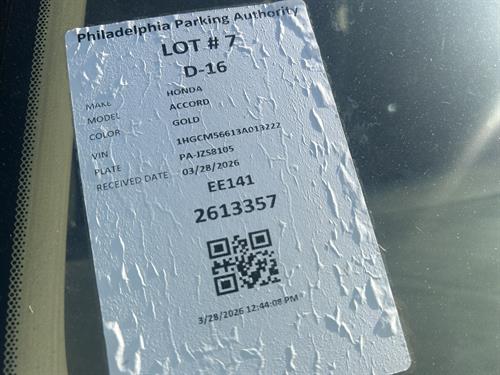 Philadelphia Parking Authority
LOT # 7
D-16
MAKE HONDA
MODEL ACCORD
COLOR GOLD
VIN 1HGCM56613A013222
PLATE PA-JZS8105
RECEIVED DATE 03/28/2026
EE141
2613357
3/28/2026 12:44:08 PM